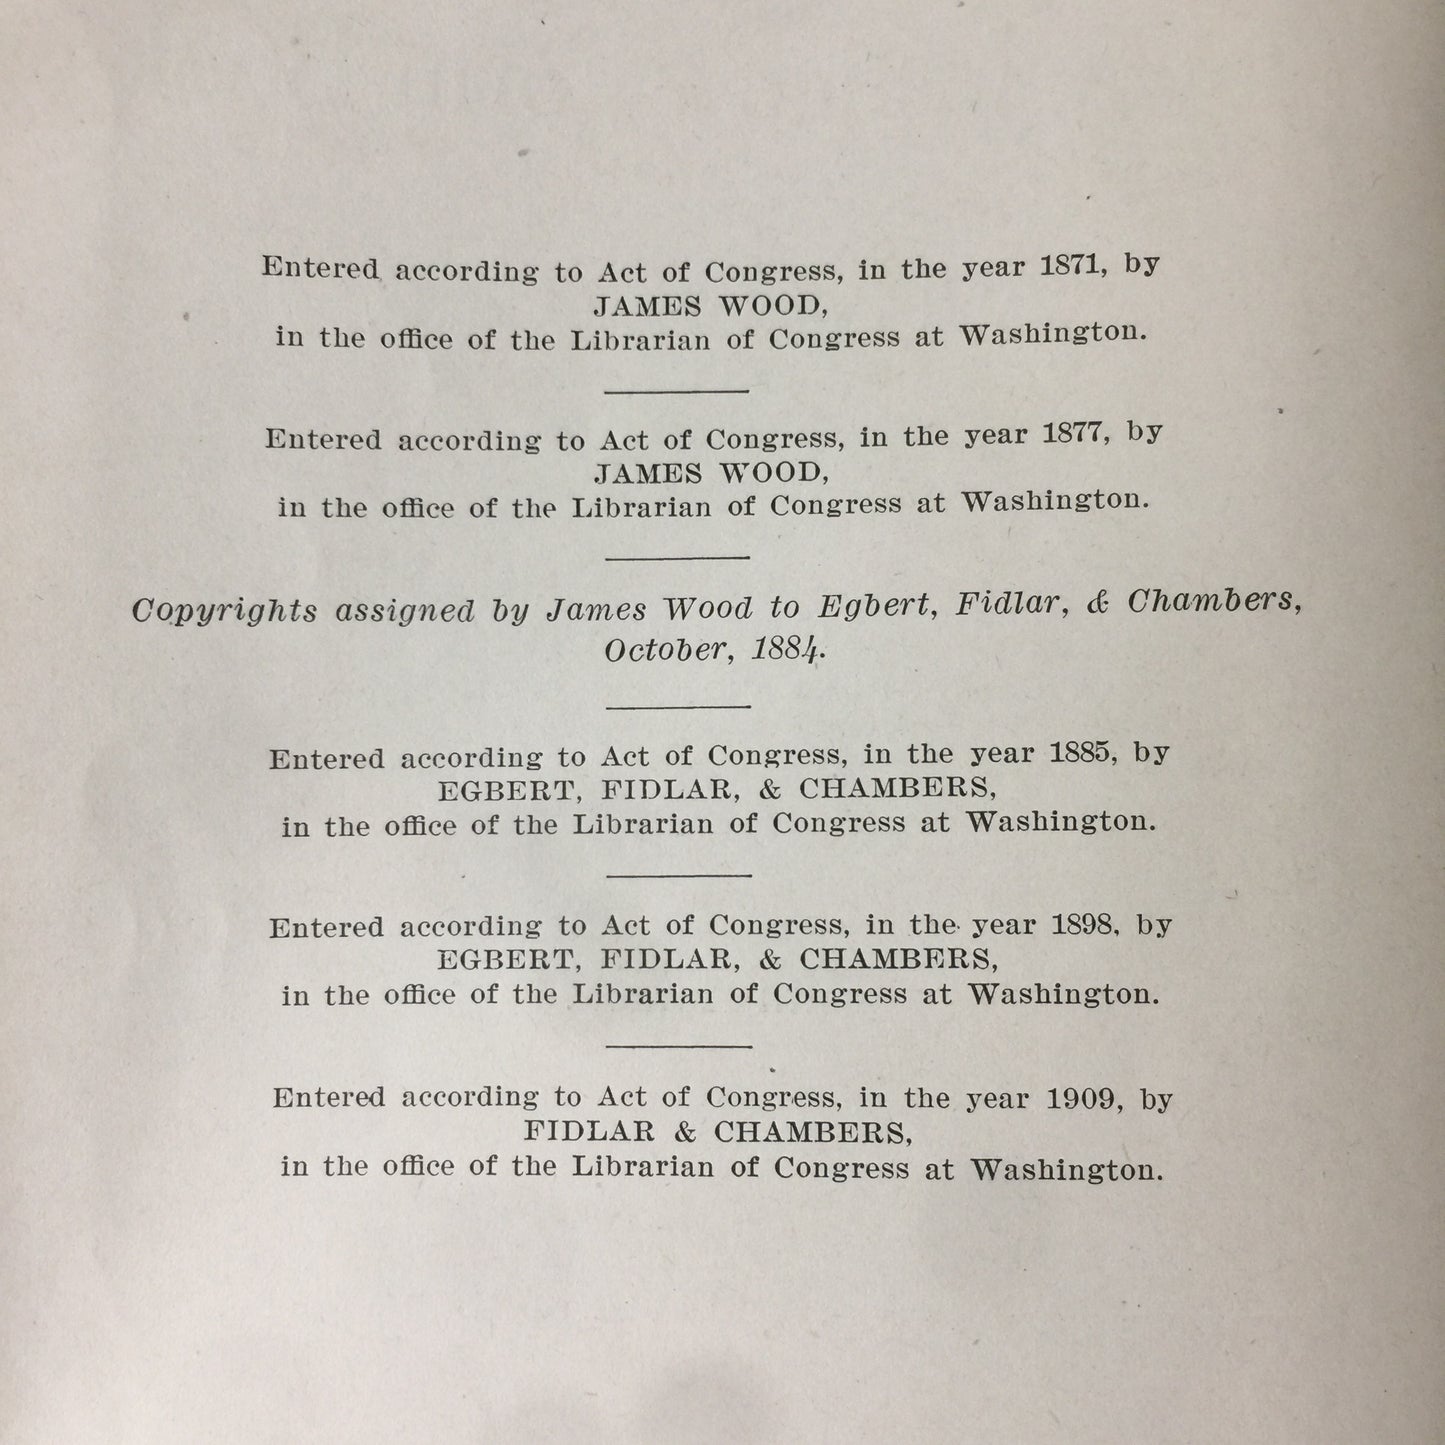 Entered according to Act of Congress, in the year 1871, by
JAMES WOOD,
in the office of the Librarian of Congress at Washington.
Entered according to Act of Congress, in the year 1877, by
JAMES WOOD,
in the office of the Librarian of Congress at Washington.
Copyrights assigned by James Wood to Egbert, Fidlar, & Chambers,
October, 1884.
Entered according to Act of Congress, in the year 1885, by
EGBERT, FIDLAR, & CHAMBERS,
in the office of the Librarian of Congress at Washington.
Entered according to Act of Congress, in the year 1898, by
EGBERT, FIDLAR, & CHAMBERS,
in the office of the Librarian of Congress at Washington.
Entered according to Act of Congress, in the year 1909, by
FIDLAR & CHAMBERS,
in the office of the Librarian of Congress at Washington.